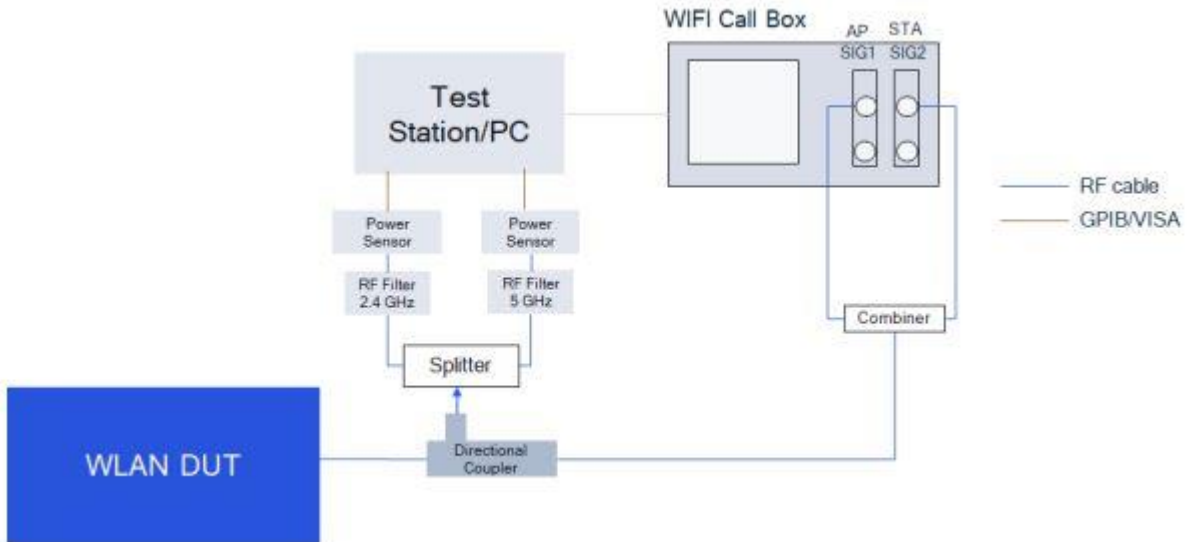 WIFI Call Box
AP STA
SIG1 SIG2
Test
Station/PC
RF cable
GPIB/VISA
Power
Sensor
Power
Sensor
RF Filter
2.4 GHz
RF Filter
5 GHz
Combiner
Splitter
Directional
Coupler
WLAN DUT